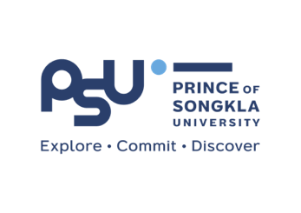 PSU
PRINCE OF
SONGKLA
UNIVERSITY
Explore • Commit • Discover